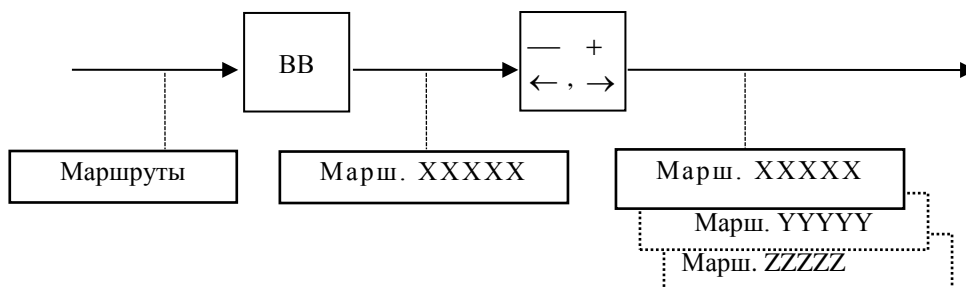 ВВ
— +
← , →
Маршруты
Марш. XXXXX
Марш. XXXXX
Марш. YYYYY
Марш. ZZZZZ